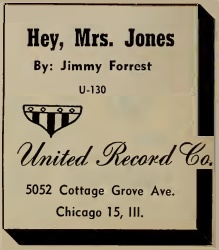 Hey, Mrs. Jones
By: Jimmy Forrest
U-130
United Record Co.
5052 Cottage Grove Ave.
Chicago 15, Ill.